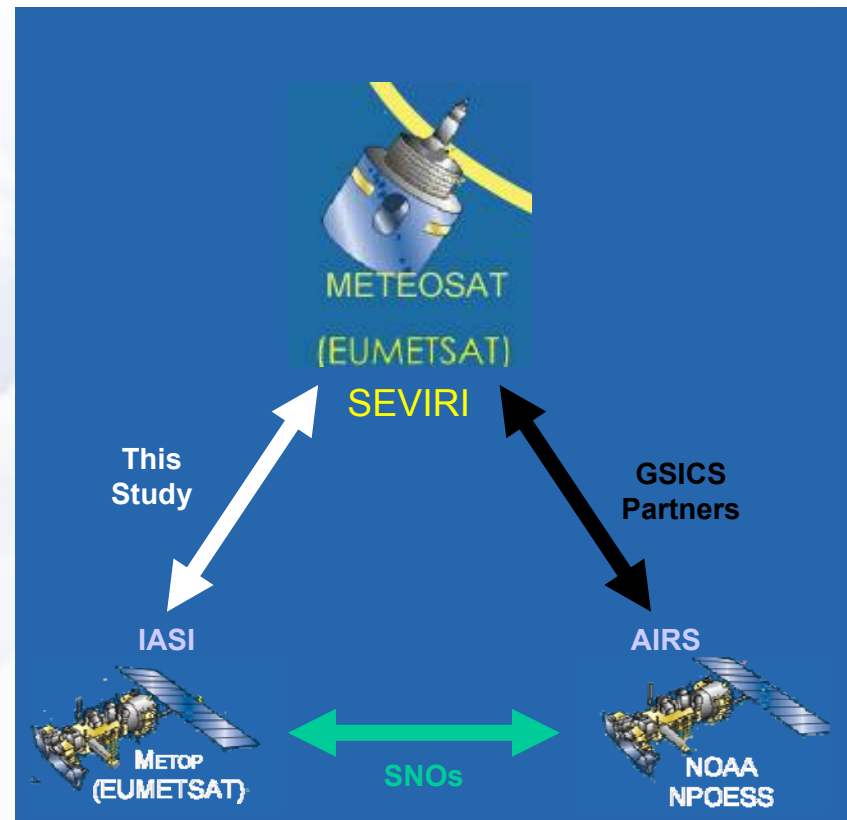 METEOSAT
(EUMETSAT)
SEVIRI
This
Study
GSICS
Partners
IASI
AIRS
METOP
(EUMETSAT)
SNOs
NOAA
NPOESS